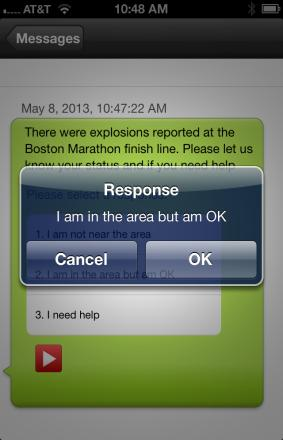 AT&T 10:48 AM
Messages
May 8, 2013, 10:47:22 AM
There were explosions reported at the
Boston Marathon finish line. Please let us
know your status and if you need help
Please select a response:
Response
I am in the area but am OK
1. I am not near the area
Cancel OK
2. I am in the area but am OK
3. I need help